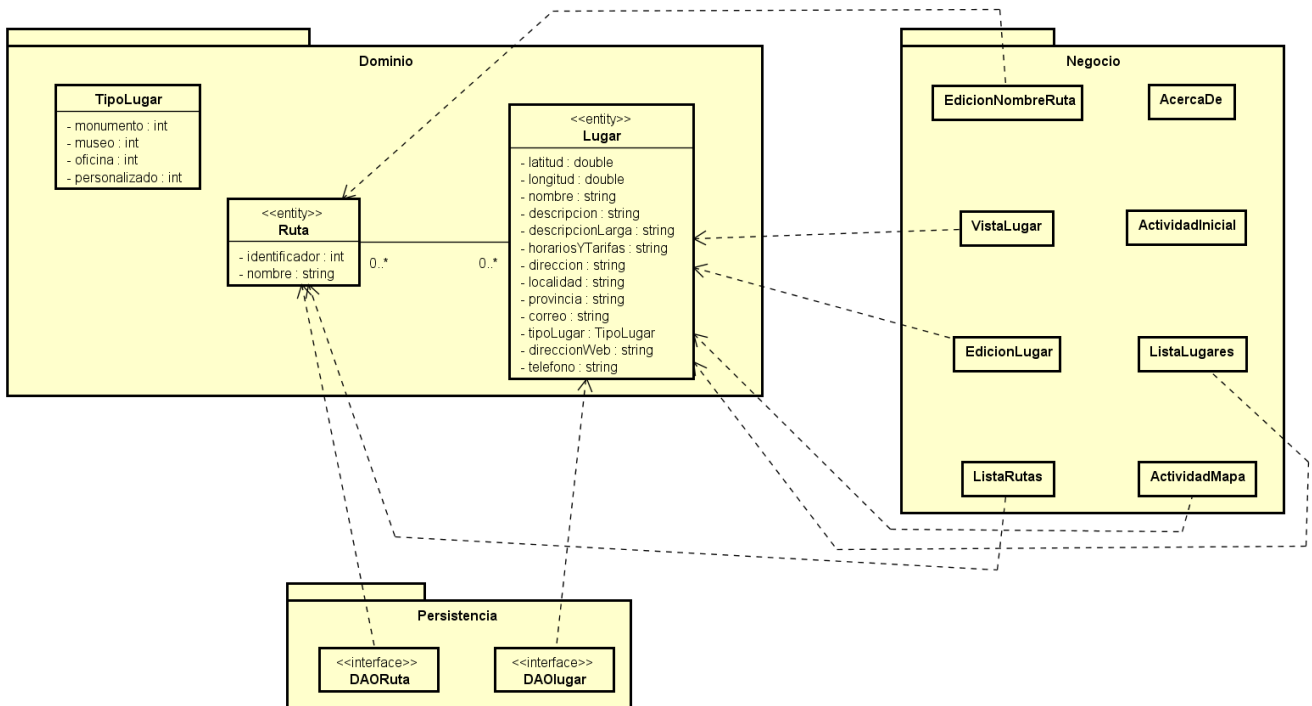 Dominio
TipoLugar
- monumento : int
- museo : int
- oficina : int
- personalizado : int
<<entity>>
Ruta
- identificador : int
- nombre : string
0..*
0..*
<<entity>>
Lugar
- latitud : double
- longitud : double
- nombre : string
- descripcion : string
- descripcionLarga : string
- horariosYTarifas : string
- direccion : string
- localidad : string
- provincia : string
- correo : string
- tipoLugar : TipoLugar
- direccionWeb : string
- telefono : string
Negocio
EdicionNombreRuta
AcercaDe
VistaLugar
ActividadInicial
EdicionLugar
ListaLugares
ListaRutas
ActividadMapa
Persistencia
<<interface>>
DAORuta
<<interface>>
DAOlugar